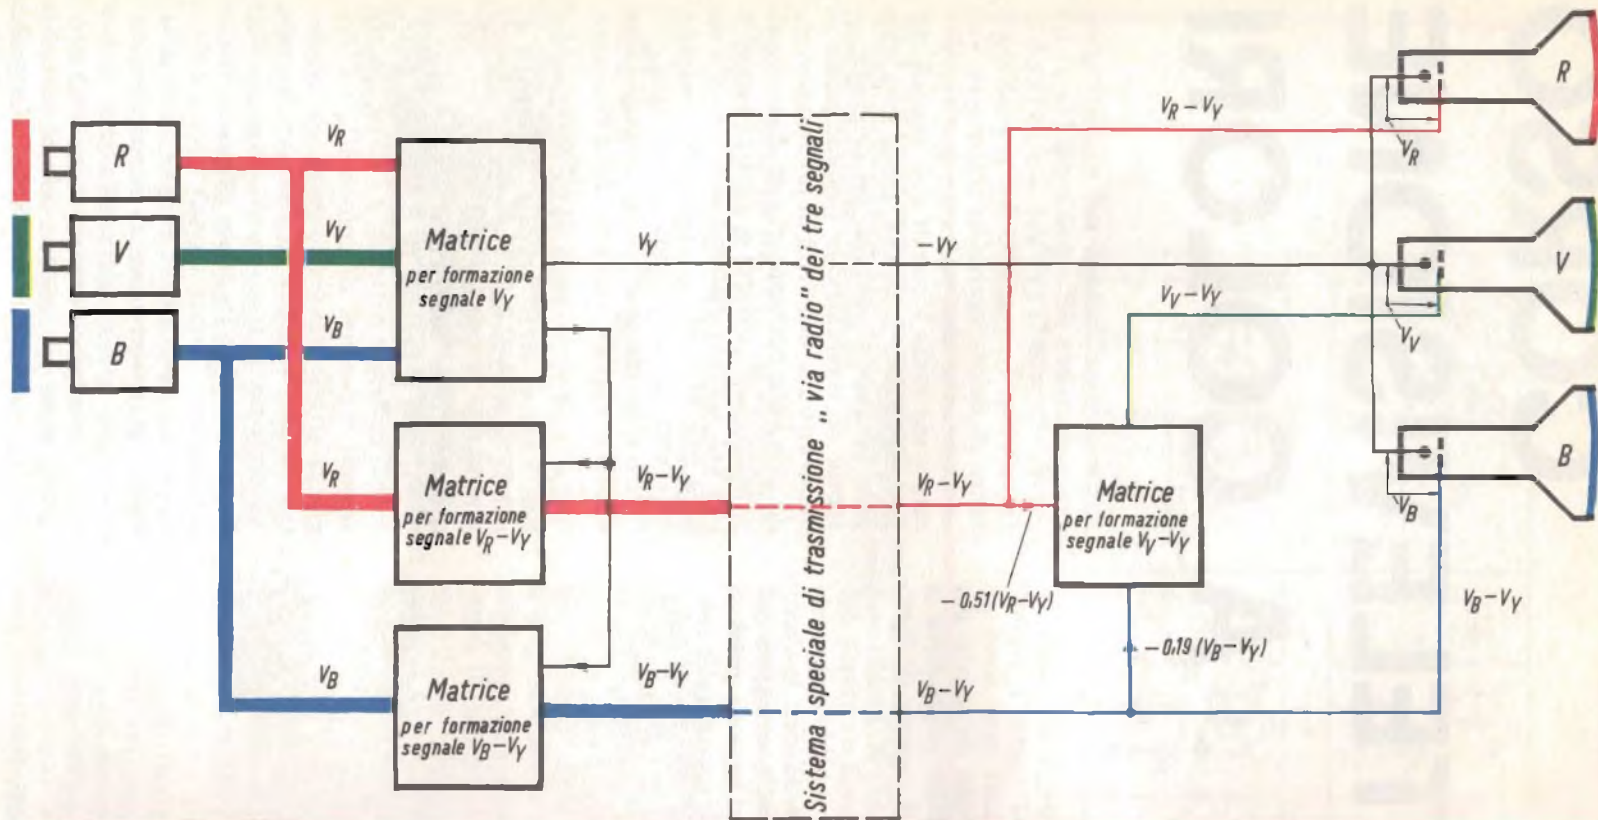 R
V
B
V_R
V_V
V_B
Matrice
per formazione
segnale V_Y
V_R
Matrice
per formazione
segnale V_R–V_Y
V_B
Matrice
per formazione
segnale V_B–V_Y
V_Y
V_R–V_Y
V_B–V_Y
Sistema speciale di trasmissione „via radio" dei tre segnali
–V_Y
V_R–V_Y
V_B–V_Y
V_R–V_Y
V_V–V_Y
Matrice
per formazione
segnale V_V–V_Y
–0,51(V_R–V_Y)
–0,19(V_B–V_Y)
V_B–V_Y
R
V_R
V
V_V
B
V_B